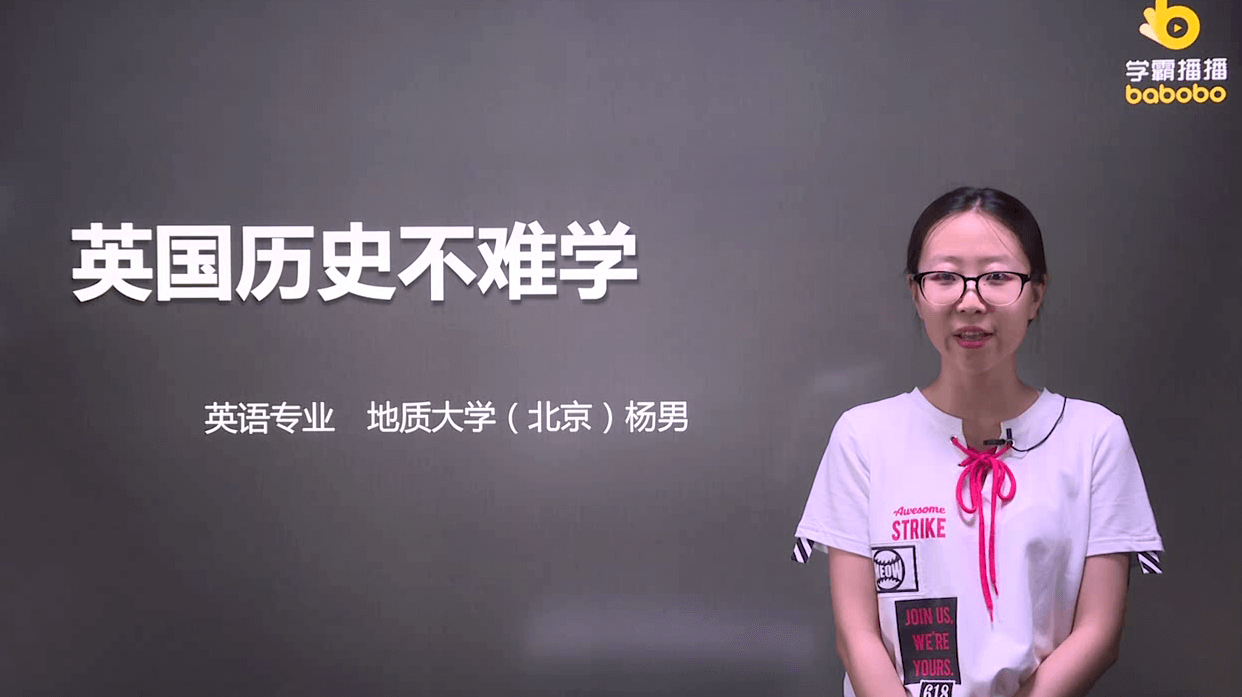 学霸播播
babobo
英国历史不难学
英语专业 地质大学（北京）杨男
Awesome
STRIKE
MEOW
JOIN US.
WE'RE
YOURS.
618